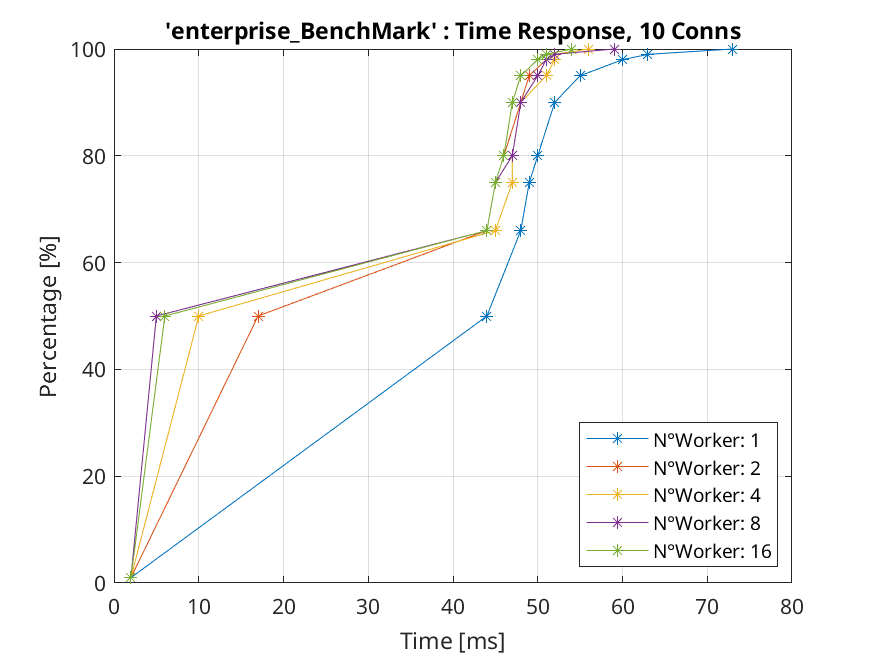 'enterprise_BenchMark' : Time Response, 10 Conns
100
80
60
40
20
0
Percentage [%]
N°Worker: 1
N°Worker: 2
N°Worker: 4
N°Worker: 8
N°Worker: 16
0 10 20 30 40 50 60 70 80
Time [ms]